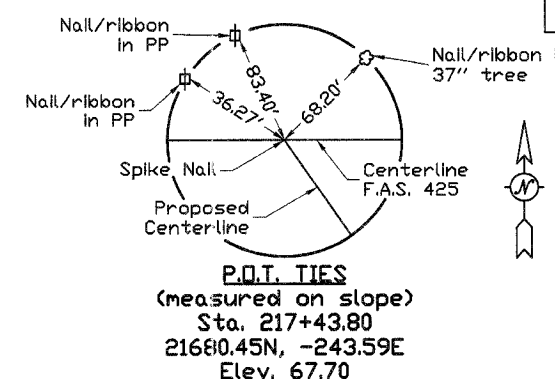 Nail/ribbon
in PP
Nail/ribbon
37" tree
Nail/ribbon
in PP
83.40'
36.27'
68.20'
Spike Nail
Centerline
F.A.S. 425
Proposed
Centerline
N
P.O.T. TIES
(measured on slope)
Sta. 217+43.80
21680.45N, -243.59E
Elev. 67.70